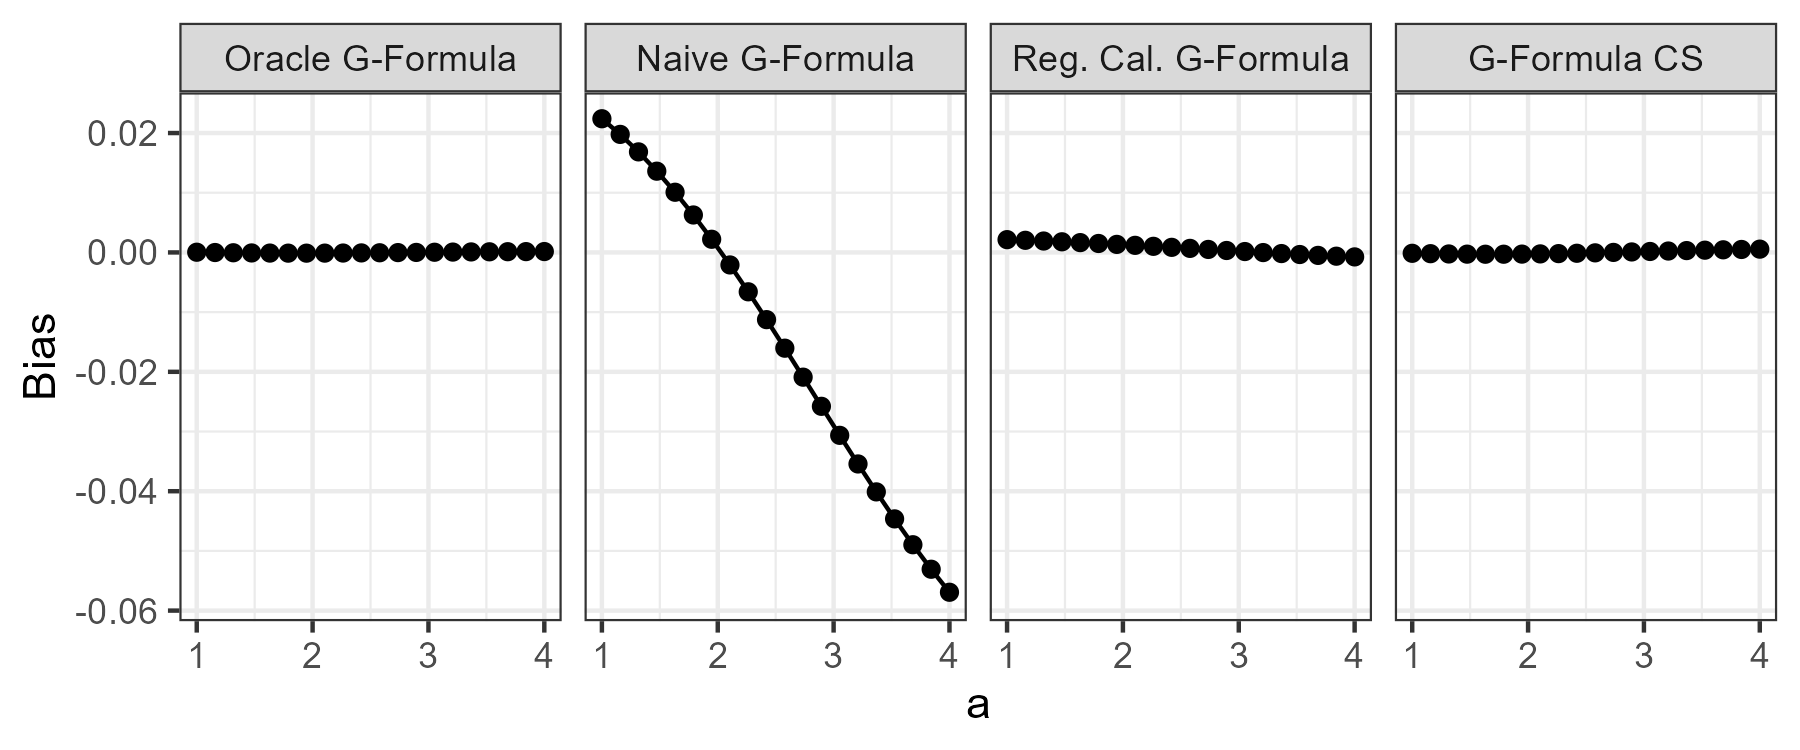 Oracle G-Formula
Naive G-Formula
Reg. Cal. G-Formula
G-Formula CS
Bias
0.02
0.00
-0.02
-0.04
-0.06
1 2 3 4
1 2 3 4
1 2 3 4
1 2 3 4
a